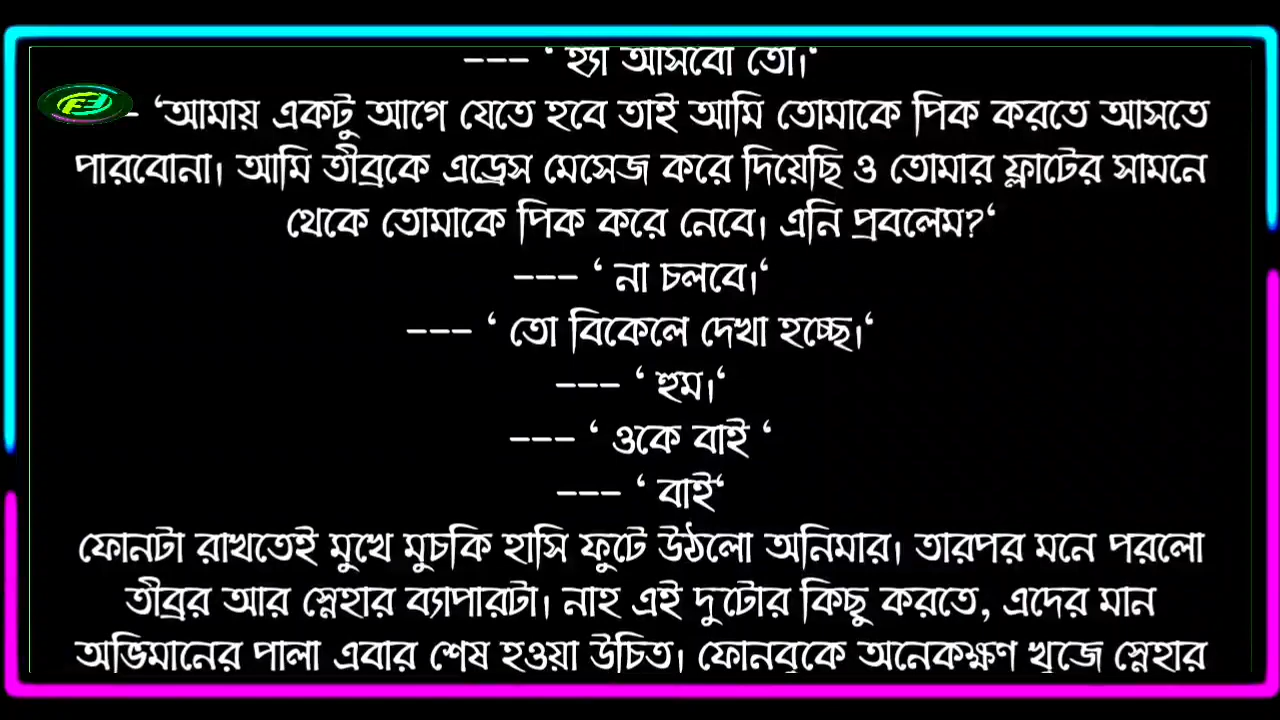 --- ‘ হ্যা আসবো তো।‘
- ‘আমায় একটু আগে যেতে হবে তাই আমি তোমাকে পিক করতে আসতে
পারবোনা। আমি তীব্রকে এড্রেস মেসেজ করে দিয়েছি ও তোমার ফ্লাটের সামনে
থেকে তোমাকে পিক করে নেবে। এনি প্রবলেম?‘
--- ‘ না চলবে।‘
--- ‘ তো বিকেলে দেখা হচ্ছে।‘
--- ‘ হুম।‘
--- ‘ ওকে বাই ‘
--- ‘ বাই‘
ফোনটা রাখতেই মুখে মুচকি হাসি ফুটে উঠলো অনিমার। তারপর মনে পরলো
তীব্রর আর স্নেহার ব্যাপারটা। নাহ এই দুটোর কিছু করতে, এদের মান
অভিমানের পালা এবার শেষ হওয়া উচিত। ফোনবুকে অনেকক্ষণ খুজে স্নেহার